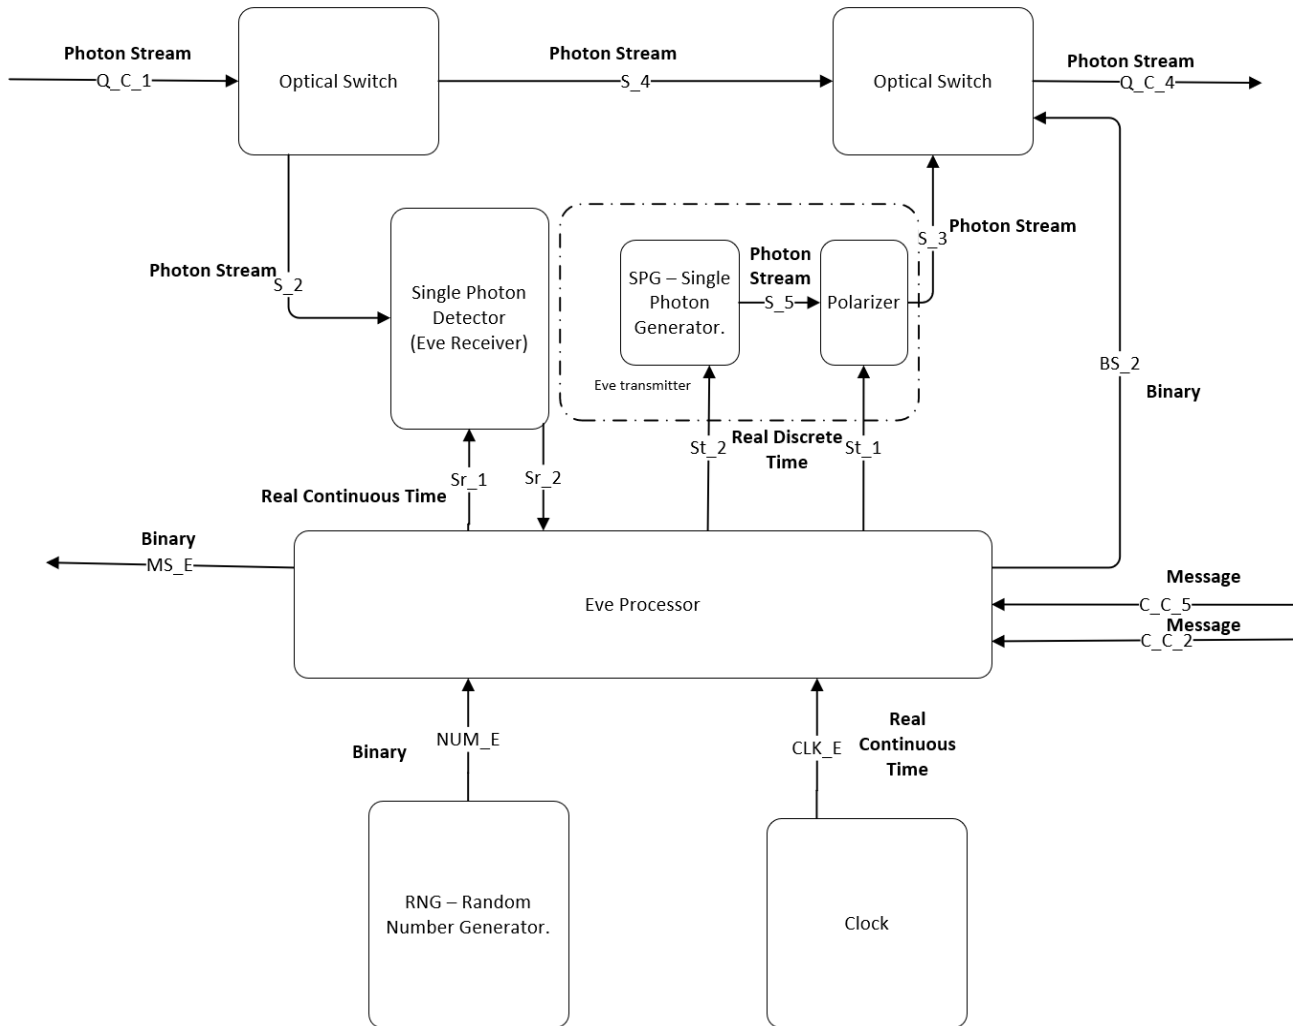 Photon Stream
Q_C_1
Optical Switch
Photon Stream
S_4
Optical Switch
Photon Stream
Q_C_4
Photon Stream
S_2
Single Photon
Detector
(Eve Receiver)
SPG – Single
Photon
Generator.
Photon
Stream
S_5
Polarizer
S_3
Photon Stream
Eve transmitter
BS_2
Binary
Real Continuous Time
Sr_1
Sr_2
St_2
Real Discrete
Time
St_1
Binary
MS_E
Eve Processor
Message
C_C_5
Message
C_C_2
Binary
NUM_E
CLK_E
Real
Continuous
Time
RNG – Random
Number Generator.
Clock